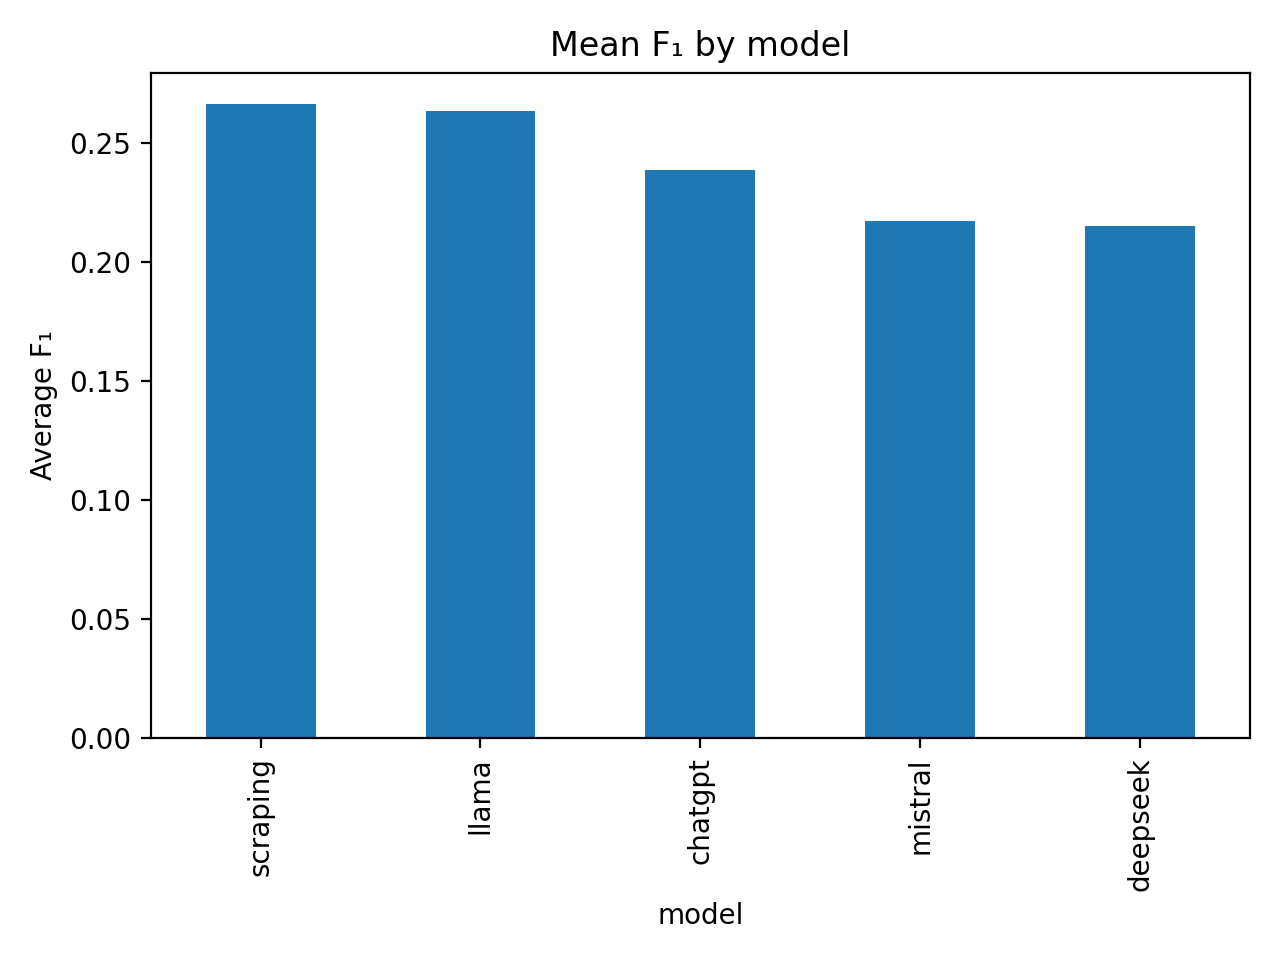 Mean F₁ by model
Average F₁
0.25
0.20
0.15
0.10
0.05
0.00
scraping
llama
chatgpt
mistral
deepseek
model